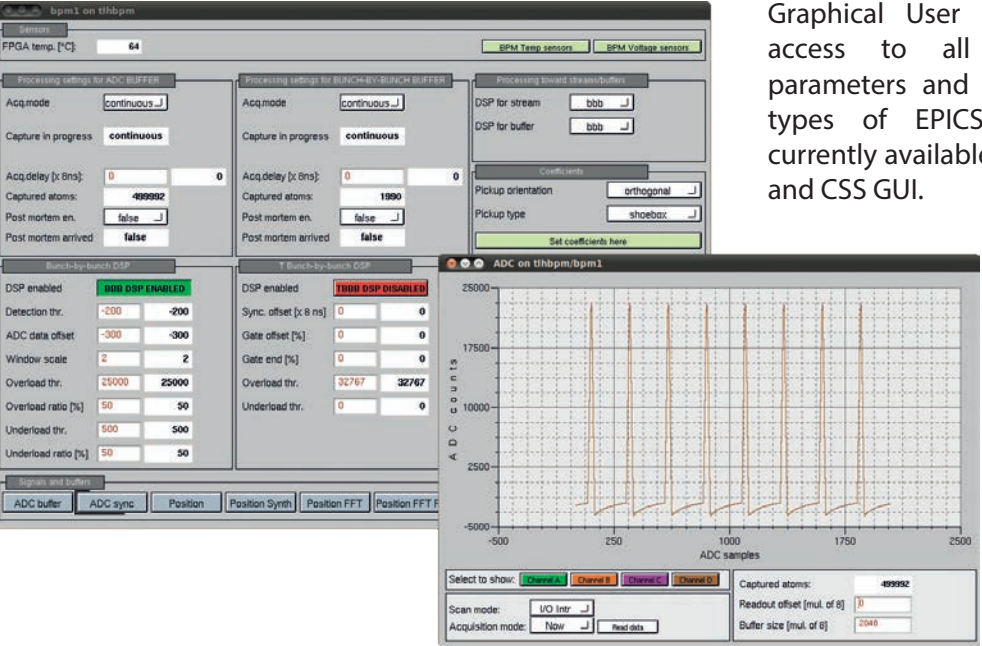 bpm1 on tlhbpm
Sensors
FPGA temp. [°C]: 64 BPM Temp sensors BPM Voltage sensors
Processing settings for ADC BUFFER
Acq.mode continuous
Capture in progress continuous
Acq.delay [x 8ns]: 0 0
Captured atoms: 499992
Post mortem en. false
Post mortem arrived false
Processing settings for BUNCH-BY-BUNCH BUFFER
Acq.mode continuous
Capture in progress continuous
Acq.delay [x 8ns]: 0 0
Captured atoms: 1990
Post mortem en. false
Post mortem arrived false
Processing toward streams/buffers
DSP for stream bbb
DSP for buffer bbb
Coefficients
Pickup orientation orthogonal
Pickup type shoebox
Set coefficients here
Bunch-by-bunch DSP
DSP enabled BBB DSP ENABLED
Detection thr. -200 -200
ADC data offset -300 -300
Window scale 2 2
Overload thr. 25000 25000
Overload ratio [%] 50 50
Underload thr. 500 500
Underload ratio [%] 50 50
T Bunch-by-bunch DSP
DSP enabled TBBB DSP DISABLED
Sync. offset [x 8 ns] 0 0
Gate offset [%] 0 0
Gate end [%] 0 0
Overload thr. 32767 32767
Underload thr. 0 0
Signals and buffers
ADC buffer ADC sync Position Position Synth Position FFT Position FFT F
Graphical User
access to all
parameters and
types of EPICS
currently available
and CSS GUI.
ADC on tlhbpm/bpm1
25000
17500
10000
2500
-5000
ADC counts
-500 250 1000 1750 2500
ADC samples
Select to show: Channel A Channel B Channel C Channel D
Scan mode: I/O Intr
Acquisition mode: Now Read data
Captured atoms: 499992
Readout offset [mul. of 8] 0
Buffer size [mul. of 8] 2048